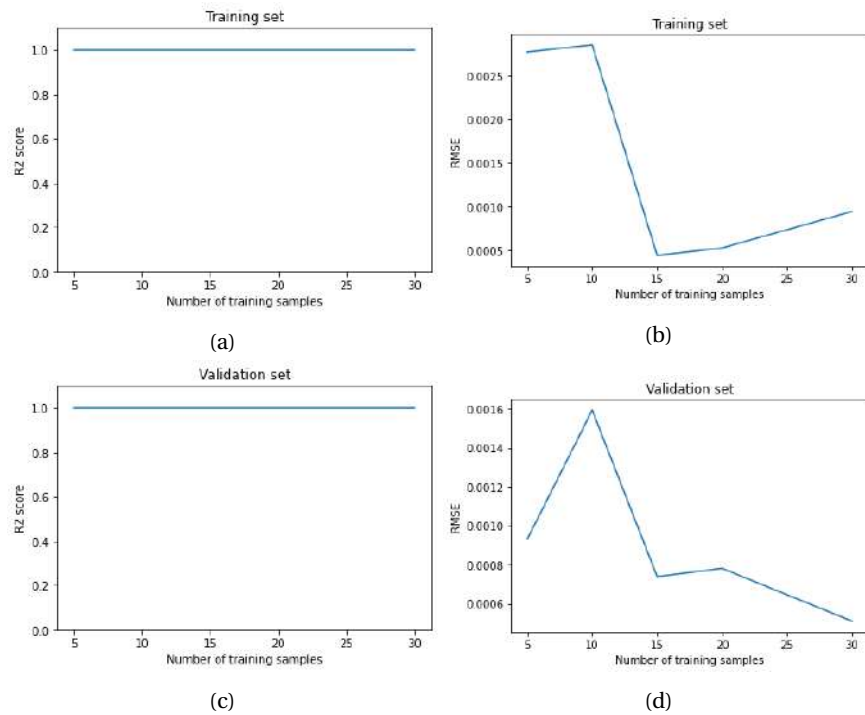 Training set
1.0
0.8
0.6
0.4
0.2
0.0
R2 score
5 10 15 20 25 30
Number of training samples
(a)
Training set
0.0025
0.0020
0.0015
0.0010
0.0005
RMSE
5 10 15 20 25 30
Number of training samples
(b)
Validation set
1.0
0.8
0.6
0.4
0.2
0.0
R2 score
5 10 15 20 25 30
Number of training samples
(c)
Validation set
0.0016
0.0014
0.0012
0.0010
0.0008
0.0006
RMSE
5 10 15 20 25 30
Number of training samples
(d)